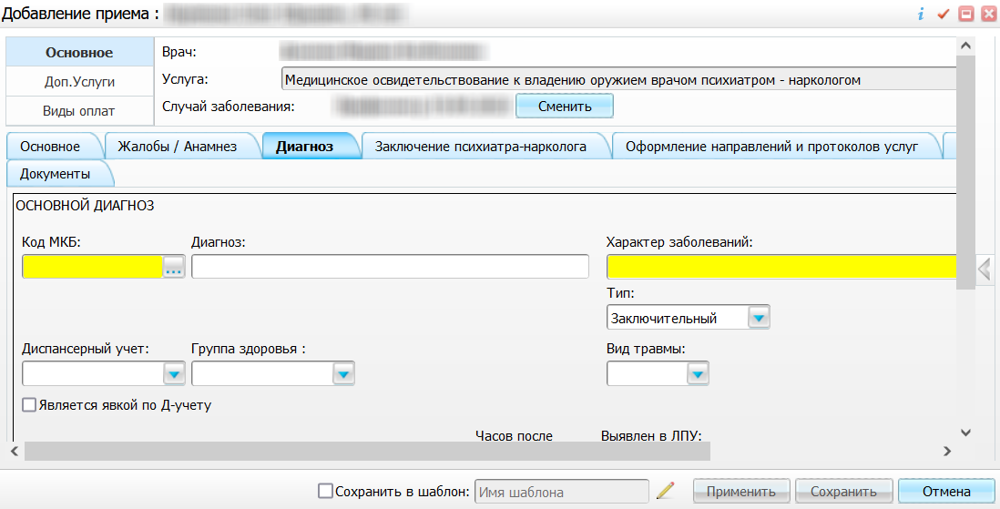 Добавление приема :
Основное
Доп.Услуги
Виды оплат
Врач:
Услуга: Медицинское освидетельствование к владению оружием врачом психиатром - наркологом
Случай заболевания: Сменить
Основное Жалобы / Анамнез Диагноз Заключение психиатра-нарколога Оформление направлений и протоколов услуг
Документы
ОСНОВНОЙ ДИАГНОЗ
Код МКБ: Диагноз: Характер заболеваний:
...
Тип:
Заключительный
Диспансерный учет: Группа здоровья : Вид травмы:
Является явкой по Д-учету
Часов после Выявлен в ЛПУ:
Сохранить в шаблон: Имя шаблона Применить Сохранить Отмена